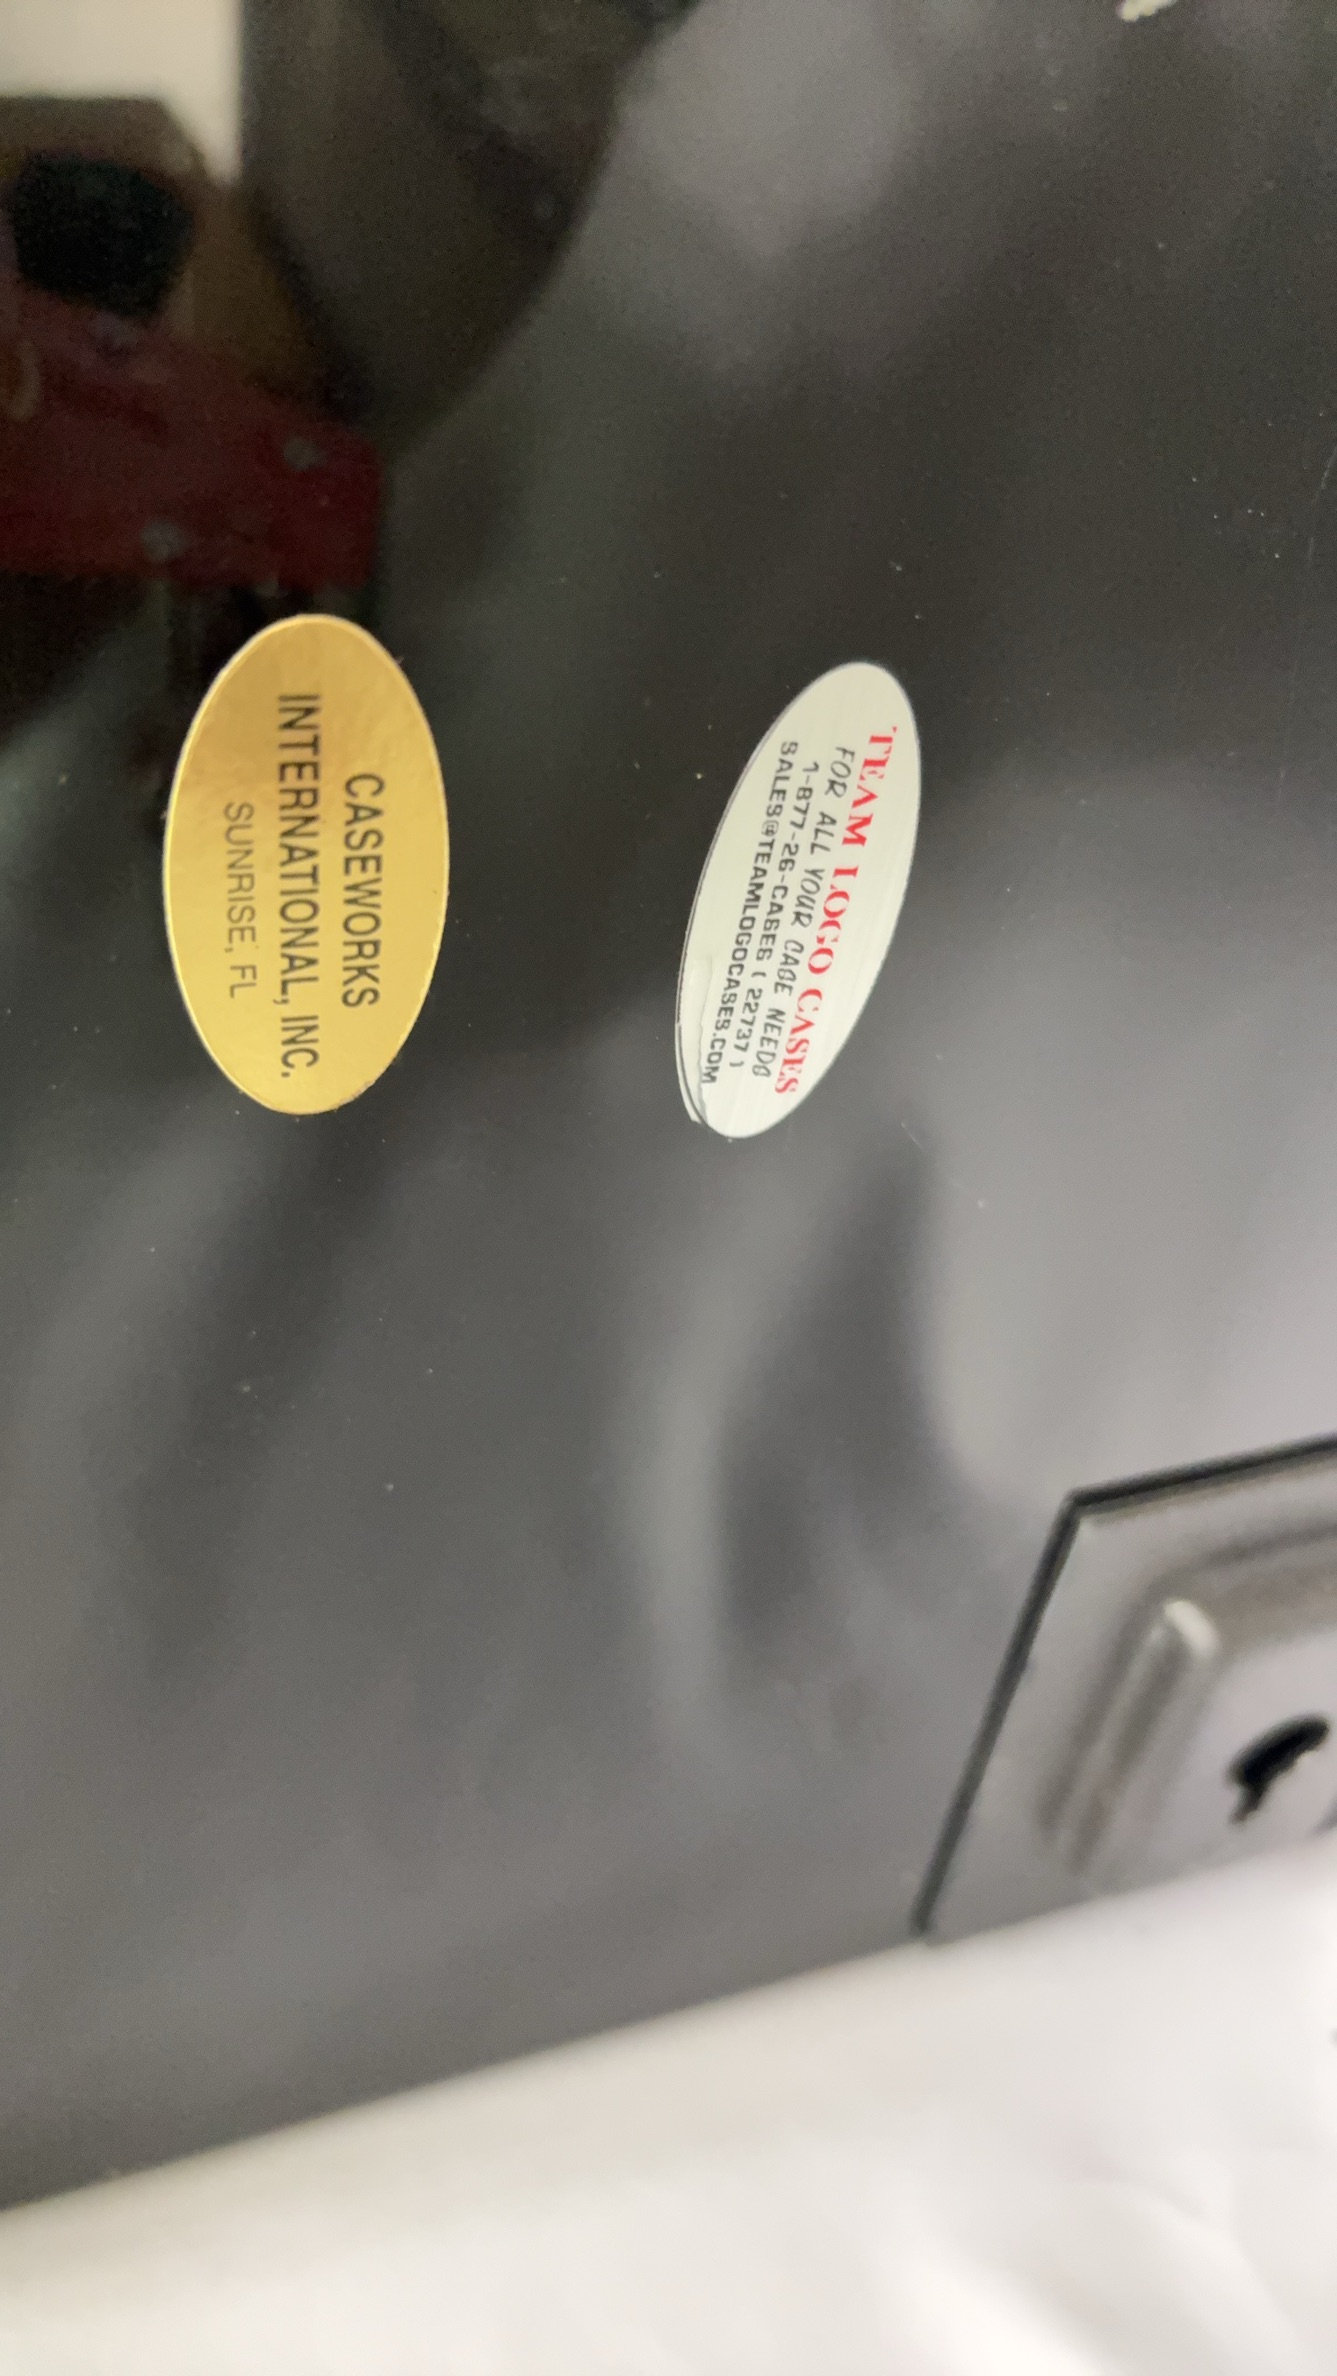 CASEWORKS
INTERNATIONAL, INC.
SUNRISE, FL
TEAM LOGO CASES
FOR ALL YOUR CASE NEEDS
1-877-26-CASES ( 22737 )
SALES@TEAMLOGOCASES.COM